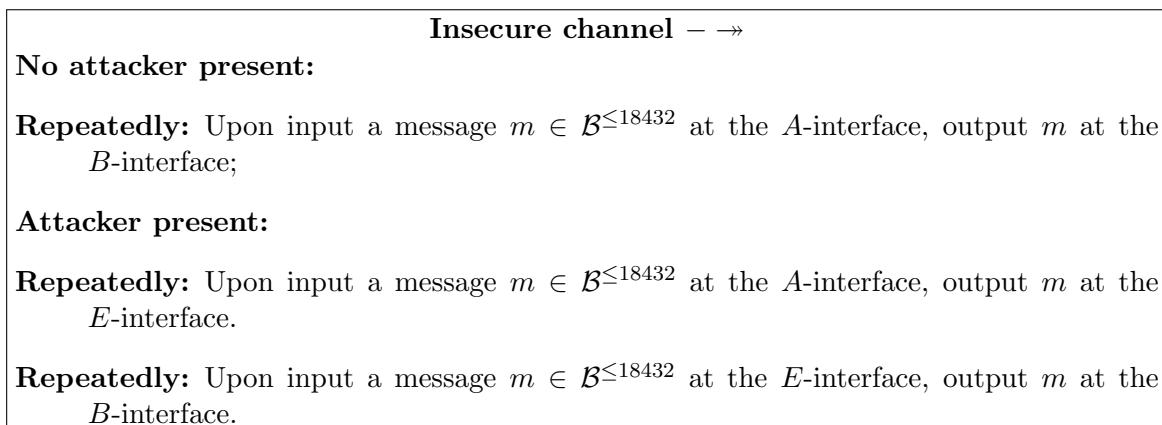 Insecure channel − ↠
No attacker present:
Repeatedly: Upon input a message m ∈ ℬ^≤18432 at the A-interface, output m at the
B-interface;
Attacker present:
Repeatedly: Upon input a message m ∈ ℬ^≤18432 at the A-interface, output m at the
E-interface.
Repeatedly: Upon input a message m ∈ ℬ^≤18432 at the E-interface, output m at the
B-interface.